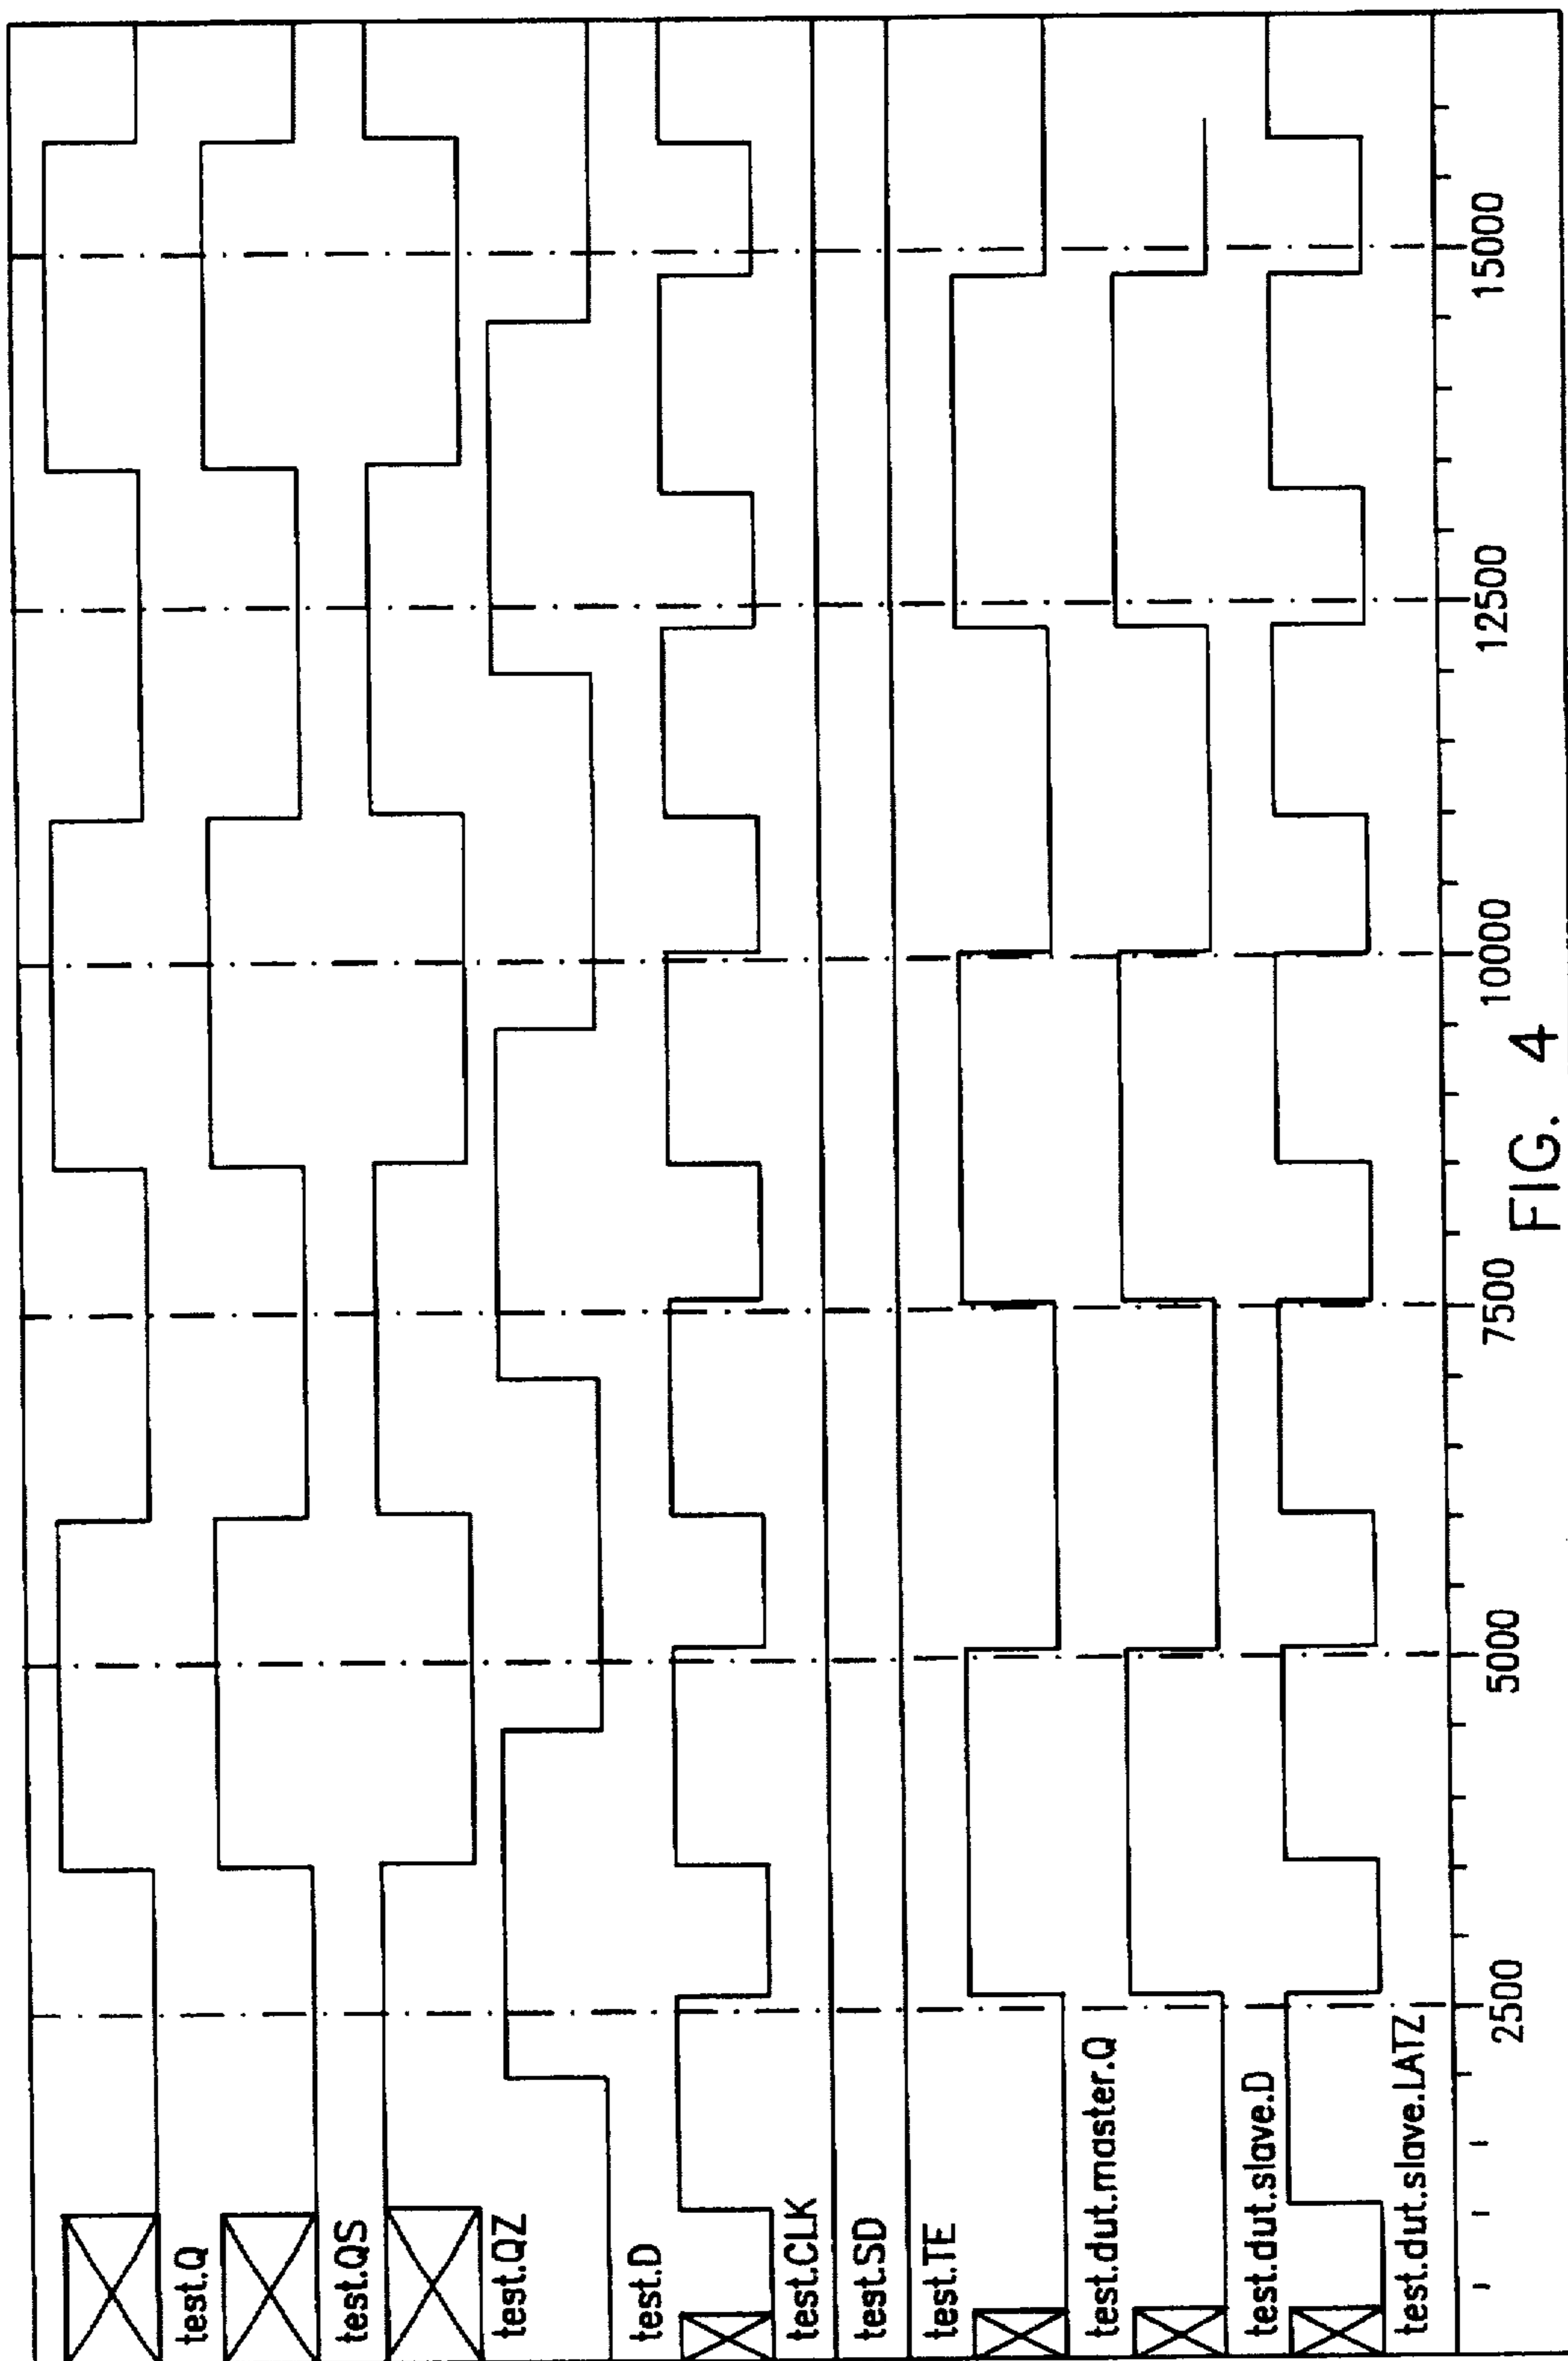 test.Q
test.QS
test.QZ
test.D
test.CLK
test.SD
test.TE
test.dut.master.Q
test.dut.slave.D
test.dut.slave.LATZ
2500 5000 7500 10000 12500 15000
FIG. 4